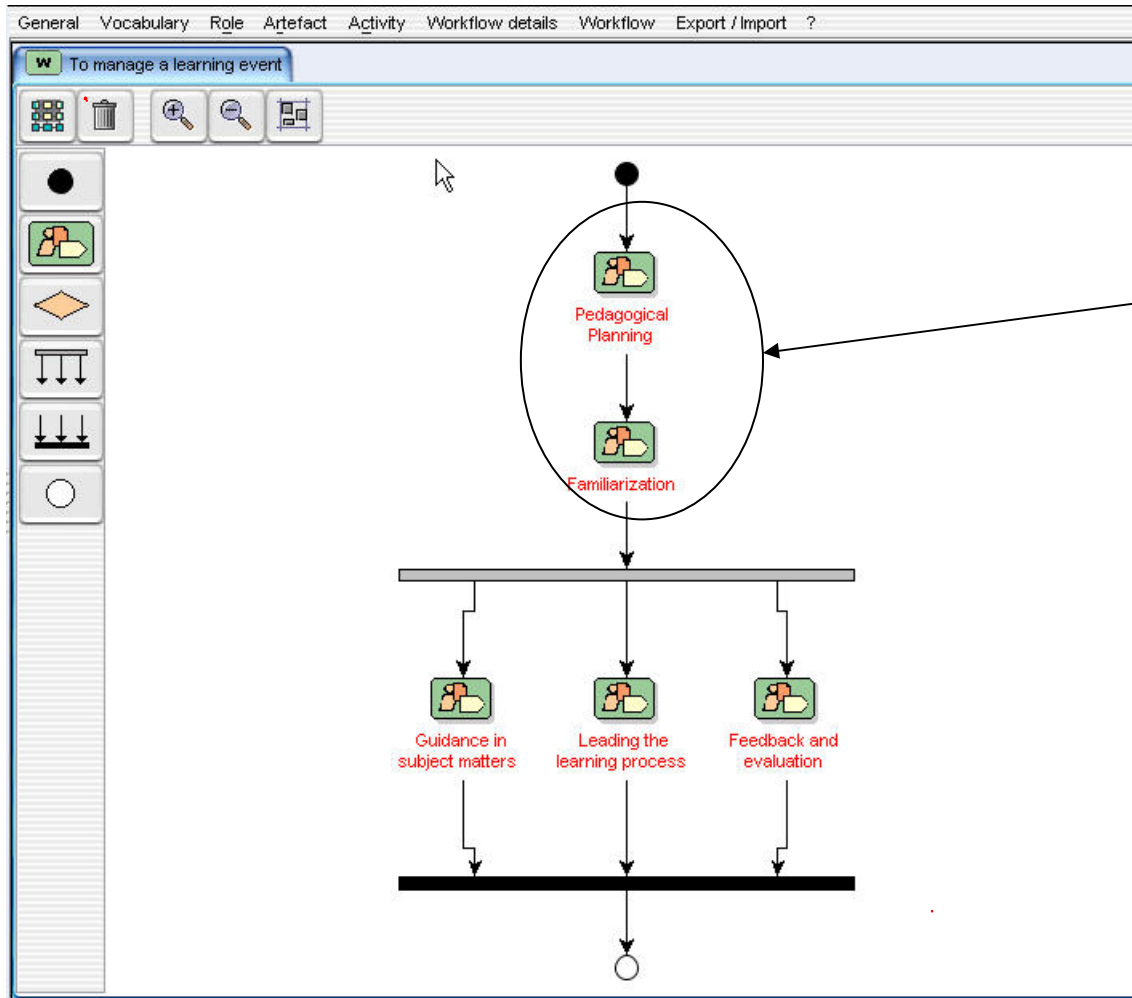 General Vocabulary Role Artefact Activity Workflow details Workflow Export / Import ?
W To manage a learning event
Pedagogical
Planning
Familiarization
Guidance in
subject matters
Leading the
learning process
Feedback and
evaluation